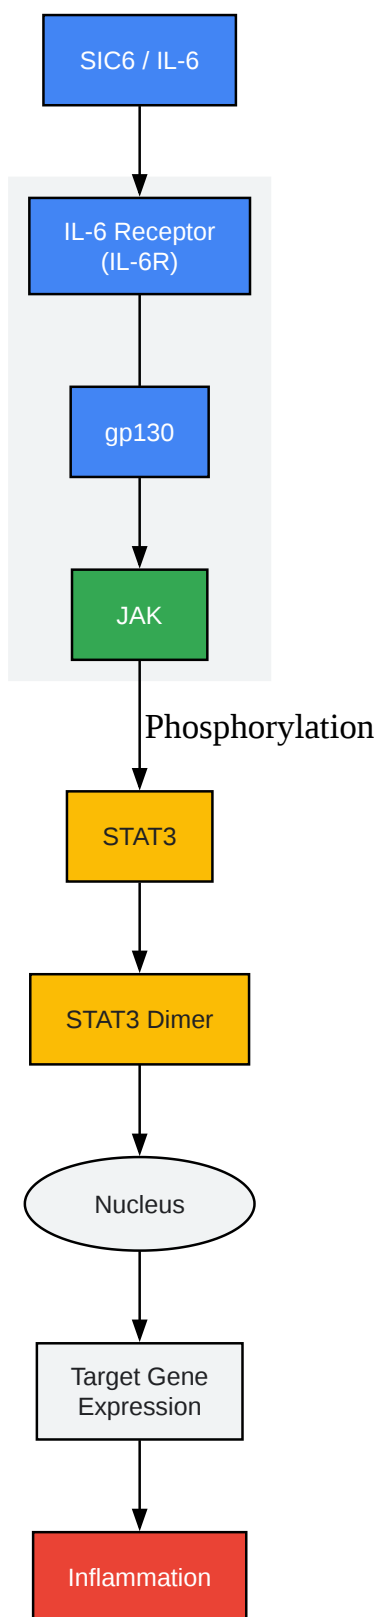 SIC6 / IL-6
IL-6 Receptor
(IL-6R)
gp130
JAK
Phosphorylation
STAT3
STAT3 Dimer
Nucleus
Target Gene
Expression
Inflammation